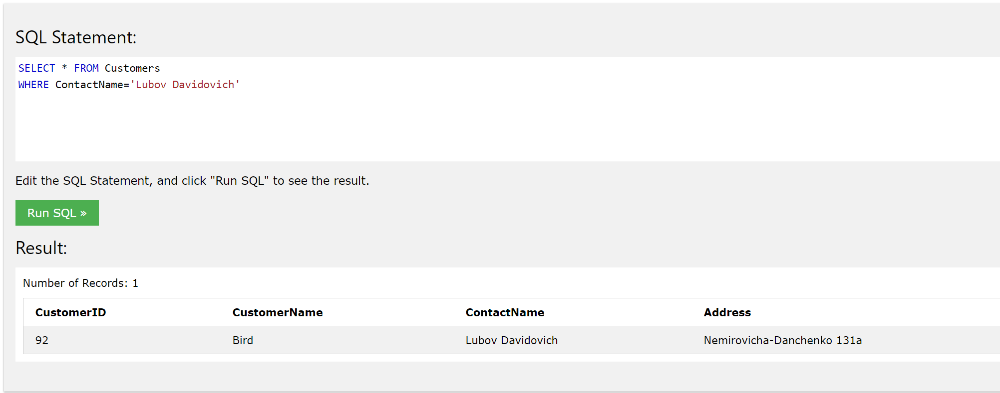 SQL Statement:
SELECT * FROM Customers
WHERE ContactName='Lubov Davidovich'
Edit the SQL Statement, and click "Run SQL" to see the result.
Run SQL »
Result:
Number of Records: 1
CustomerID CustomerName ContactName Address
92 Bird Lubov Davidovich Nemirovicha-Danchenko 131a